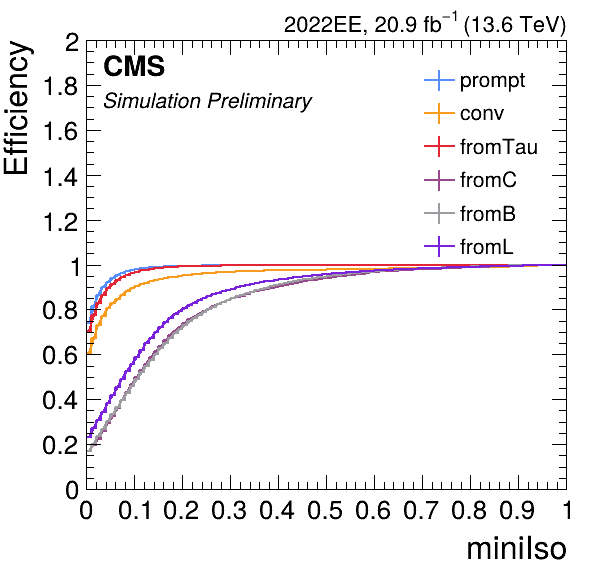 2022EE, 20.9 fb⁻¹ (13.6 TeV)
Efficiency
CMS
Simulation Preliminary
prompt
conv
fromTau
fromC
fromB
fromL
2
1.8
1.6
1.4
1.2
1
0.8
0.6
0.4
0.2
0
0 0.1 0.2 0.3 0.4 0.5 0.6 0.7 0.8 0.9 1
miniIso